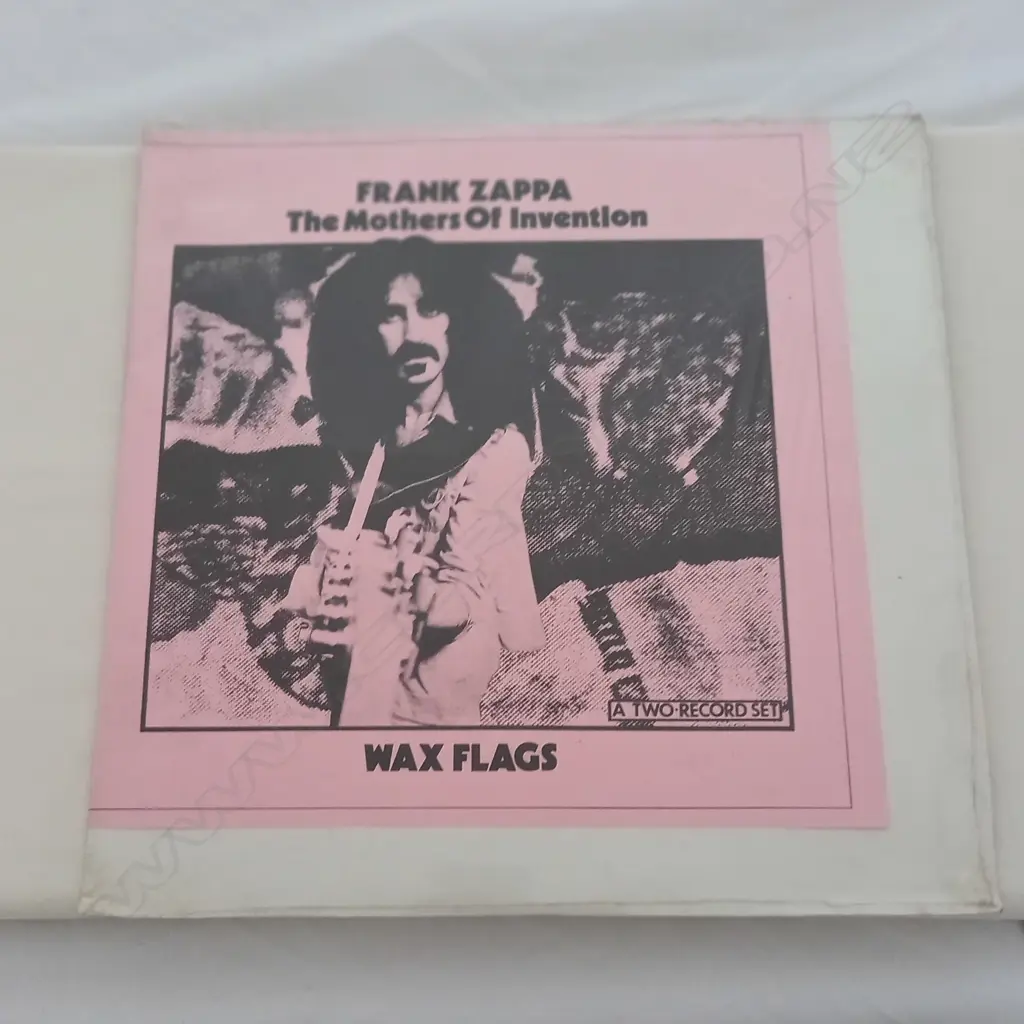 FRANK ZAPPA
The Mothers Of Invention
A TWO·RECORD SET
WAX FLAGS